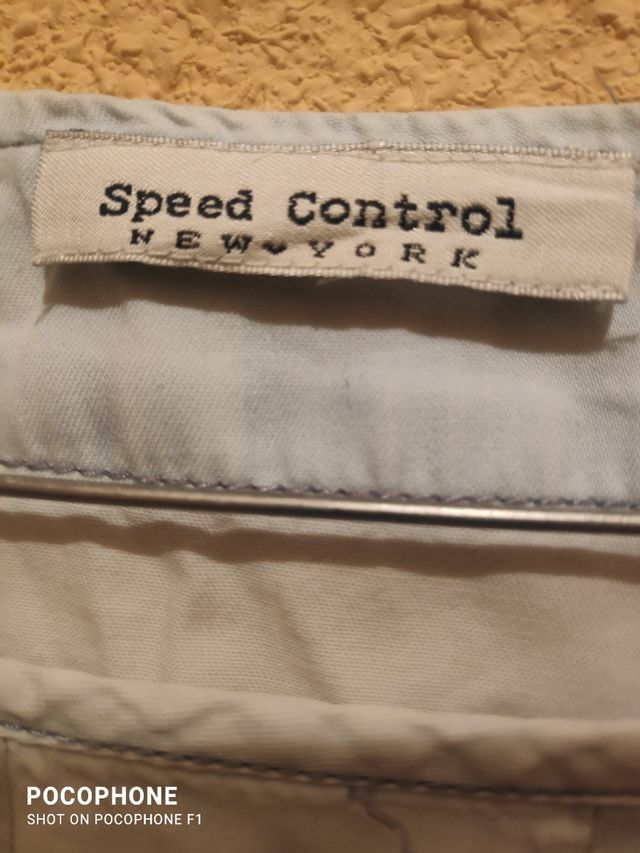 Speed Control
NEW YORK
POCOPHONE
SHOT ON POCOPHONE F1